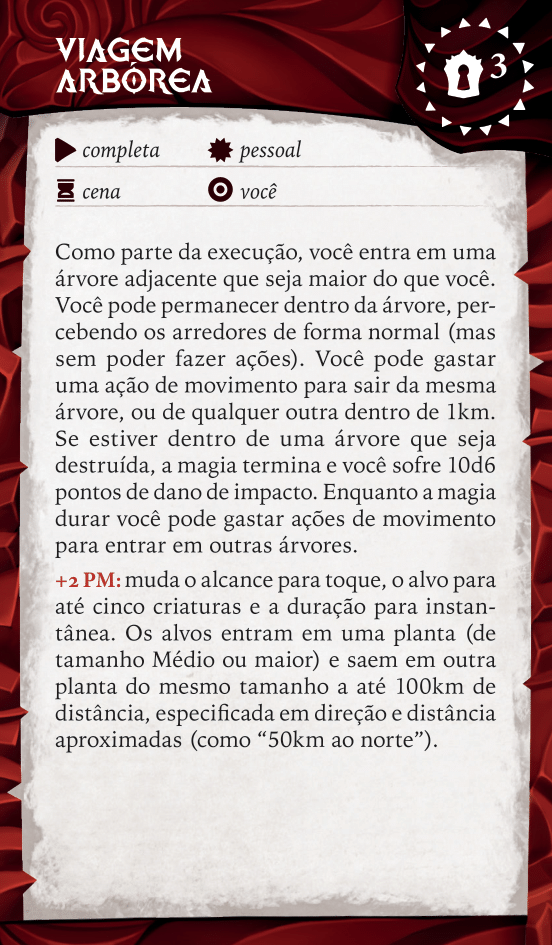 VIAGEM
ARBÓREA
3
completa
pessoal
cena
você
Como parte da execução, você entra em uma
árvore adjacente que seja maior do que você.
Você pode permanecer dentro da árvore, per-
cebendo os arredores de forma normal (mas
sem poder fazer ações). Você pode gastar
uma ação de movimento para sair da mesma
árvore, ou de qualquer outra dentro de 1km.
Se estiver dentro de uma árvore que seja
destruída, a magia termina e você sofre 10d6
pontos de dano de impacto. Enquanto a magia
durar você pode gastar ações de movimento
para entrar em outras árvores.
+2 PM: muda o alcance para toque, o alvo para
até cinco criaturas e a duração para instan-
tânea. Os alvos entram em uma planta (de
tamanho Médio ou maior) e saem em outra
planta do mesmo tamanho a até 100km de
distância, especificada em direção e distância
aproximadas (como “50km ao norte”).